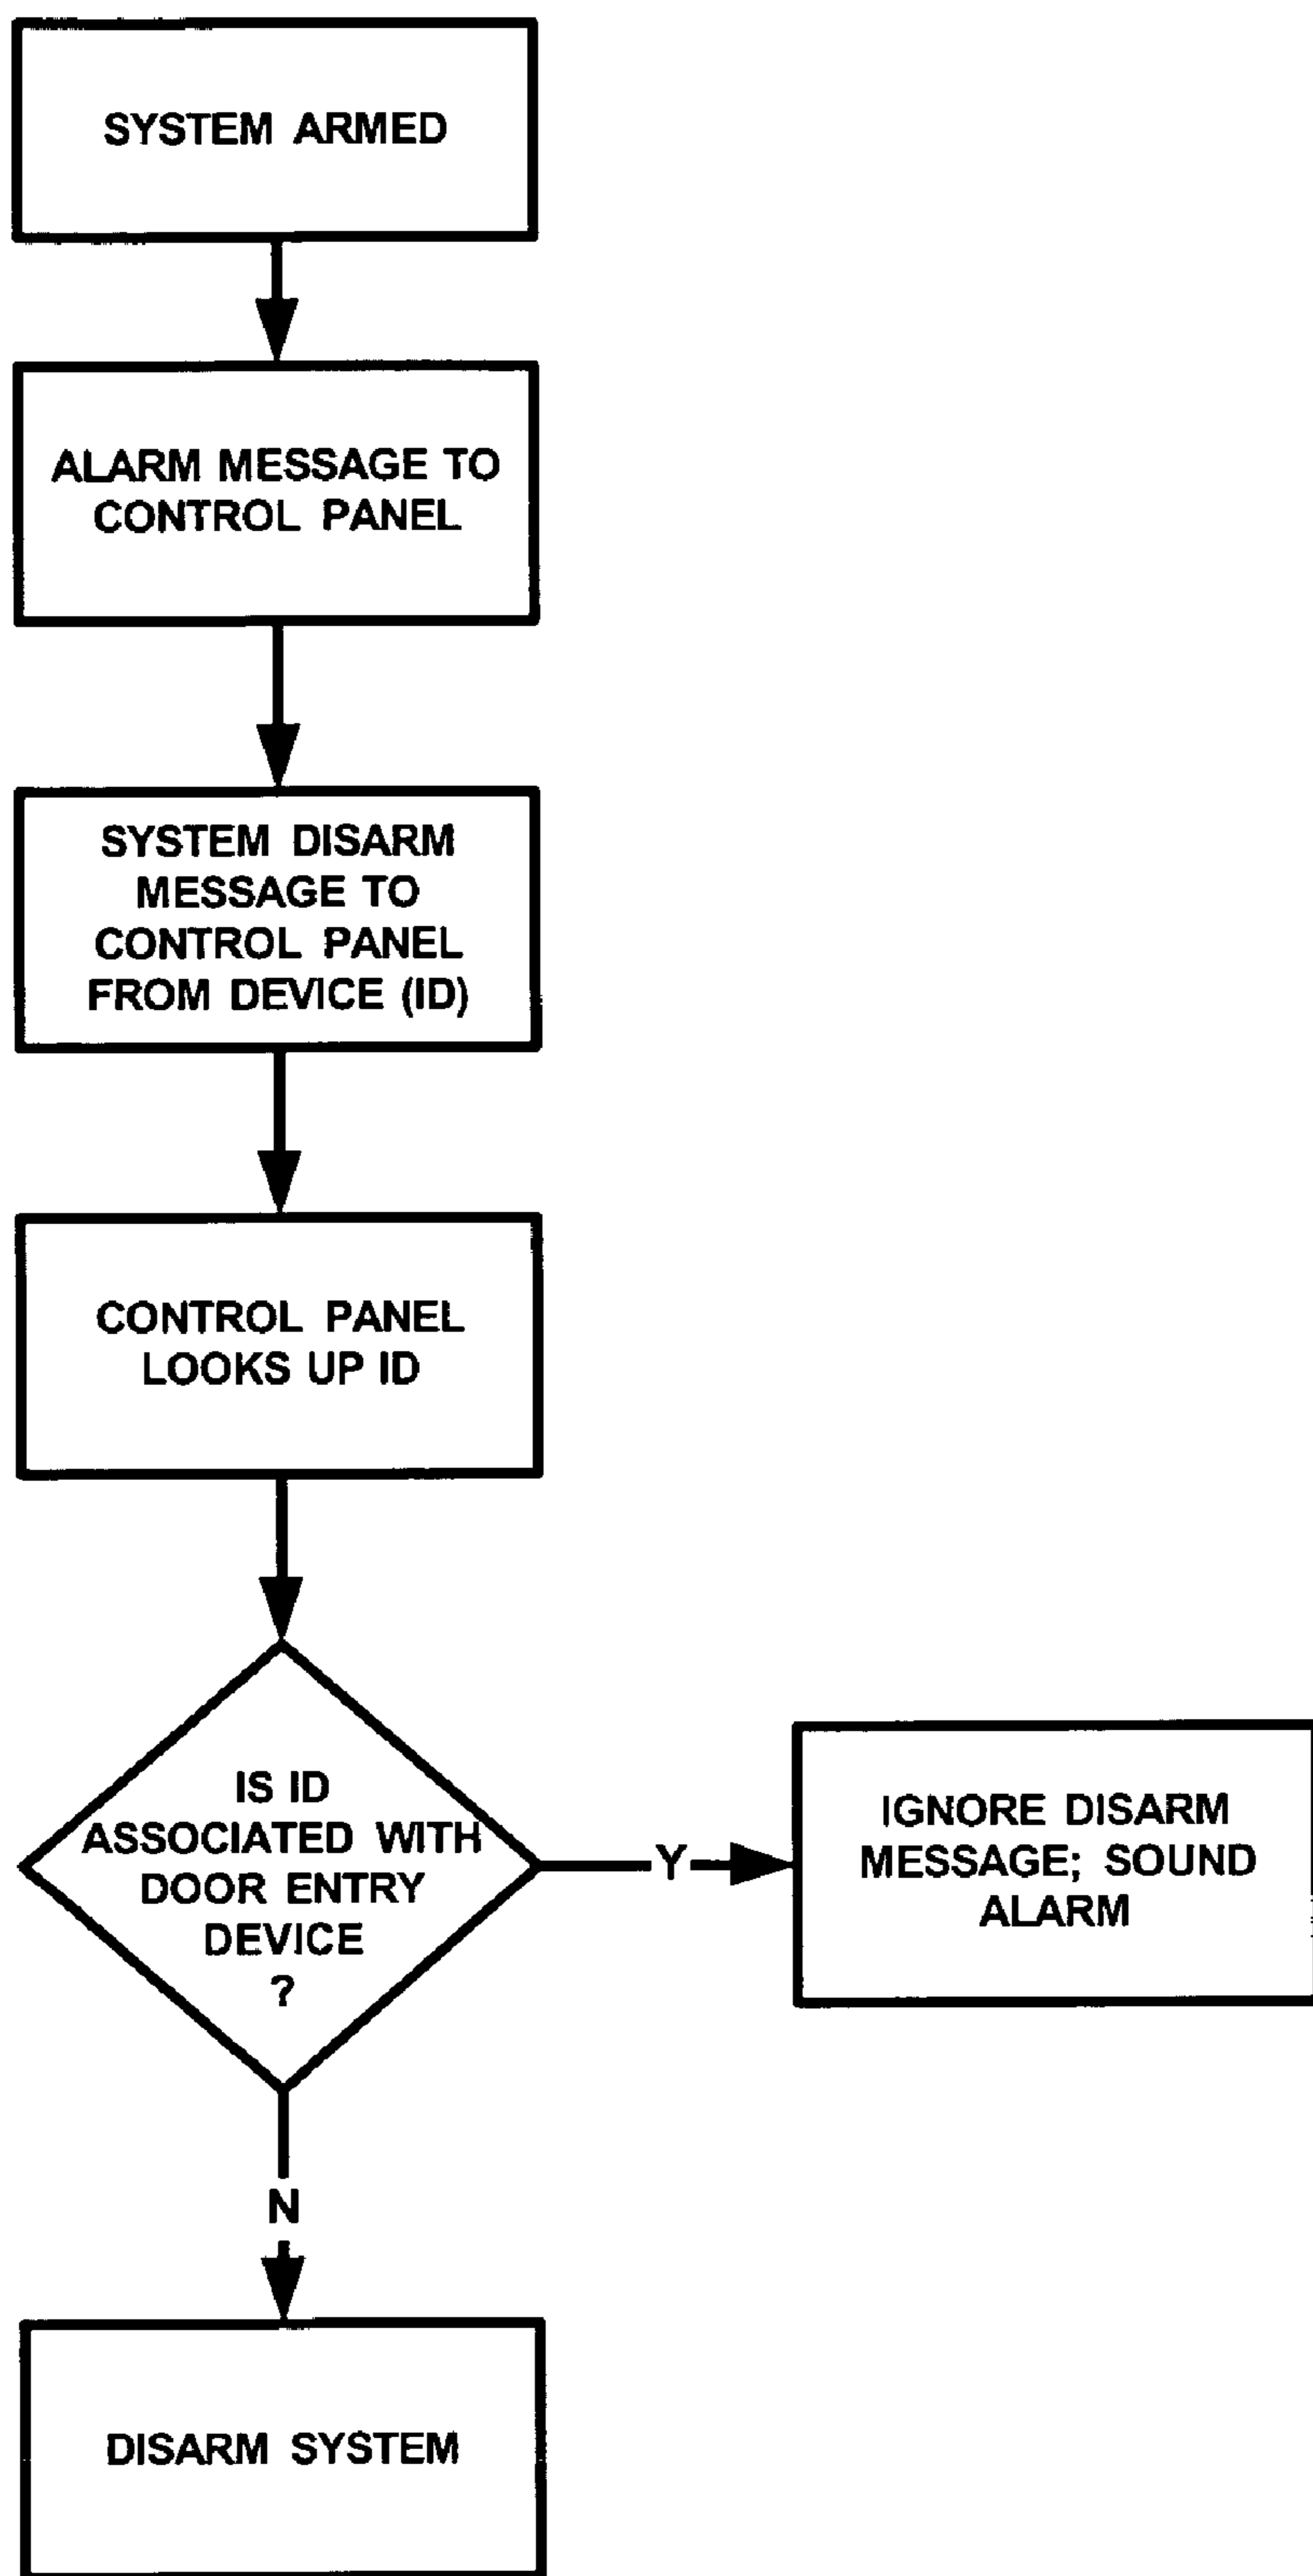 SYSTEM ARMED
ALARM MESSAGE TO
CONTROL PANEL
SYSTEM DISARM
MESSAGE TO
CONTROL PANEL
FROM DEVICE (ID)
CONTROL PANEL
LOOKS UP ID
IS ID
ASSOCIATED WITH
DOOR ENTRY
DEVICE
?
Y
IGNORE DISARM
MESSAGE; SOUND
ALARM
N
DISARM SYSTEM